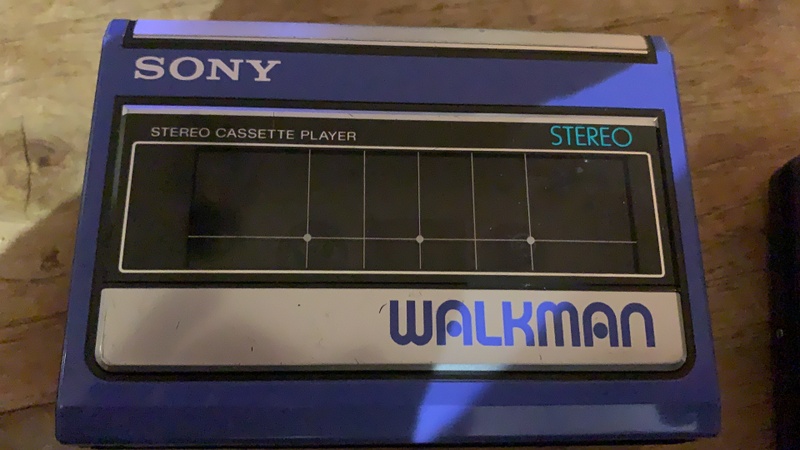 SONY
STEREO CASSETTE PLAYER
STEREO
WALKMAN